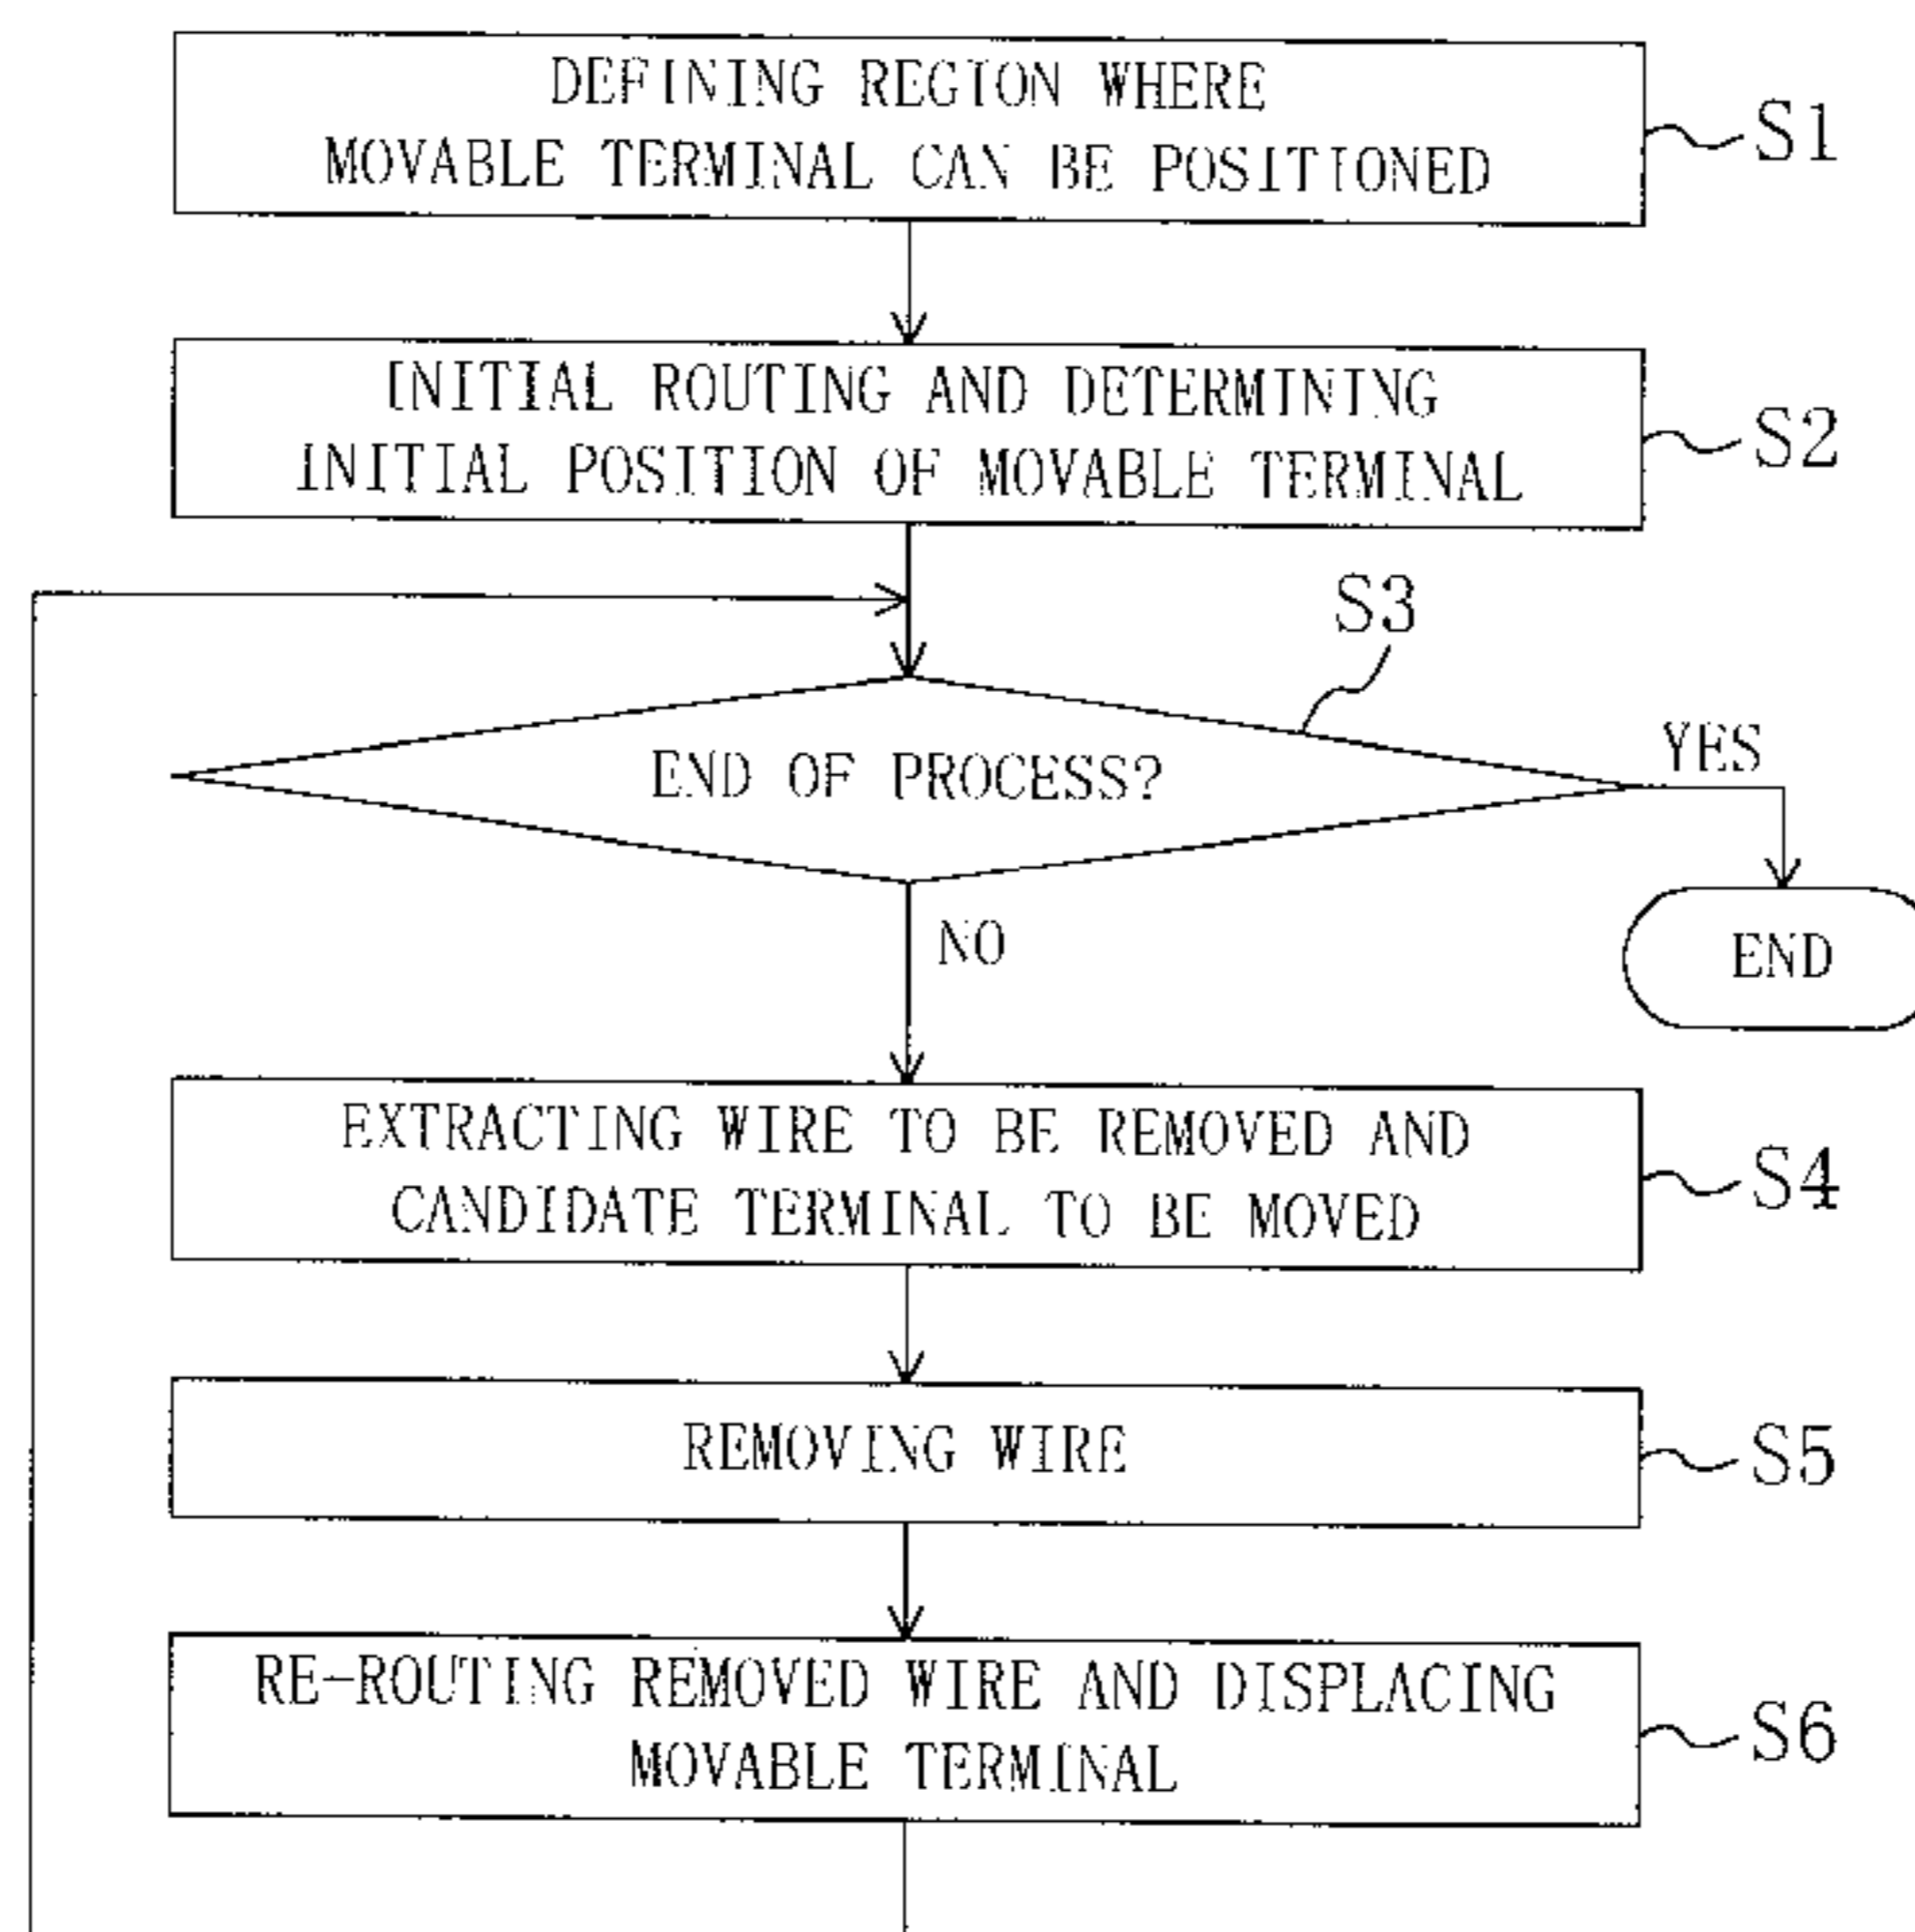 DEFINING REGION WHERE
MOVABLE TERMINAL CAN BE POSITIONED
S1
INITIAL ROUTING AND DETERMINING
INITIAL POSITION OF MOVABLE TERMINAL
S2
S3
END OF PROCESS?
YES
NO
END
EXTRACTING WIRE TO BE REMOVED AND
CANDIDATE TERMINAL TO BE MOVED
S4
REMOVING WIRE
S5
RE-ROUTING REMOVED WIRE AND DISPLACING
MOVABLE TERMINAL
S6